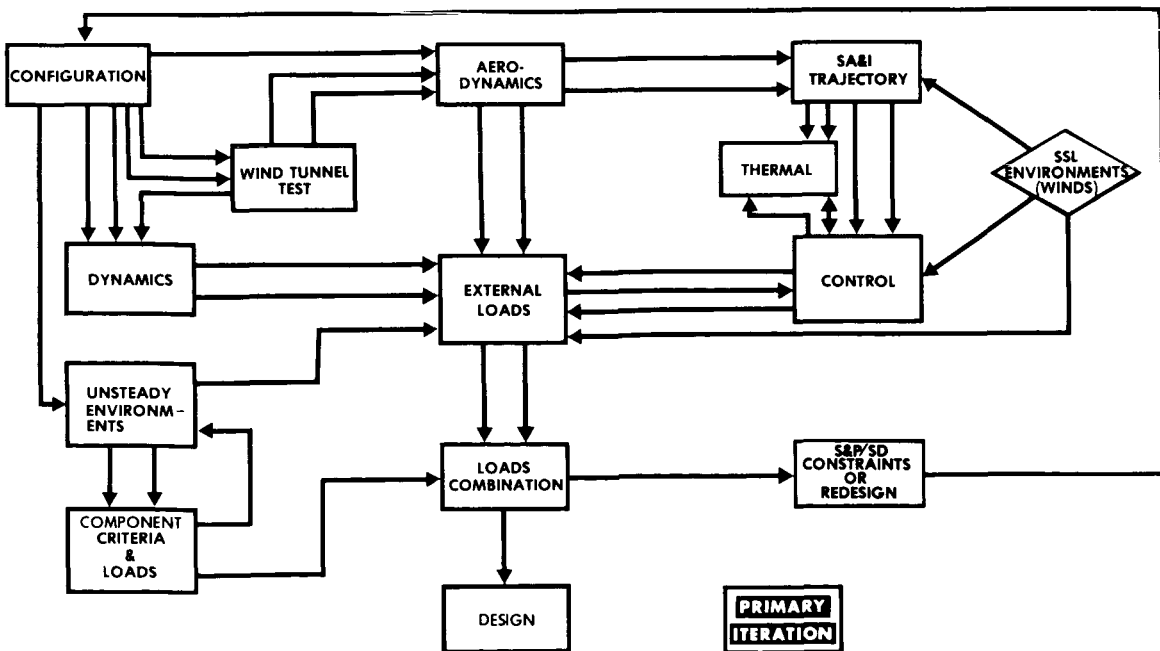 CONFIGURATION
AERO-
DYNAMICS
SA&I
TRAJECTORY
WIND TUNNEL
TEST
THERMAL
SSL
ENVIRONMENTS
(WINDS)
DYNAMICS
EXTERNAL
LOADS
CONTROL
UNSTEADY
ENVIRONM-
ENTS
LOADS
COMBINATION
S&P/SD
CONSTRAINTS
OR
REDESIGN
COMPONENT
CRITERIA
&
LOADS
DESIGN
PRIMARY
ITERATION